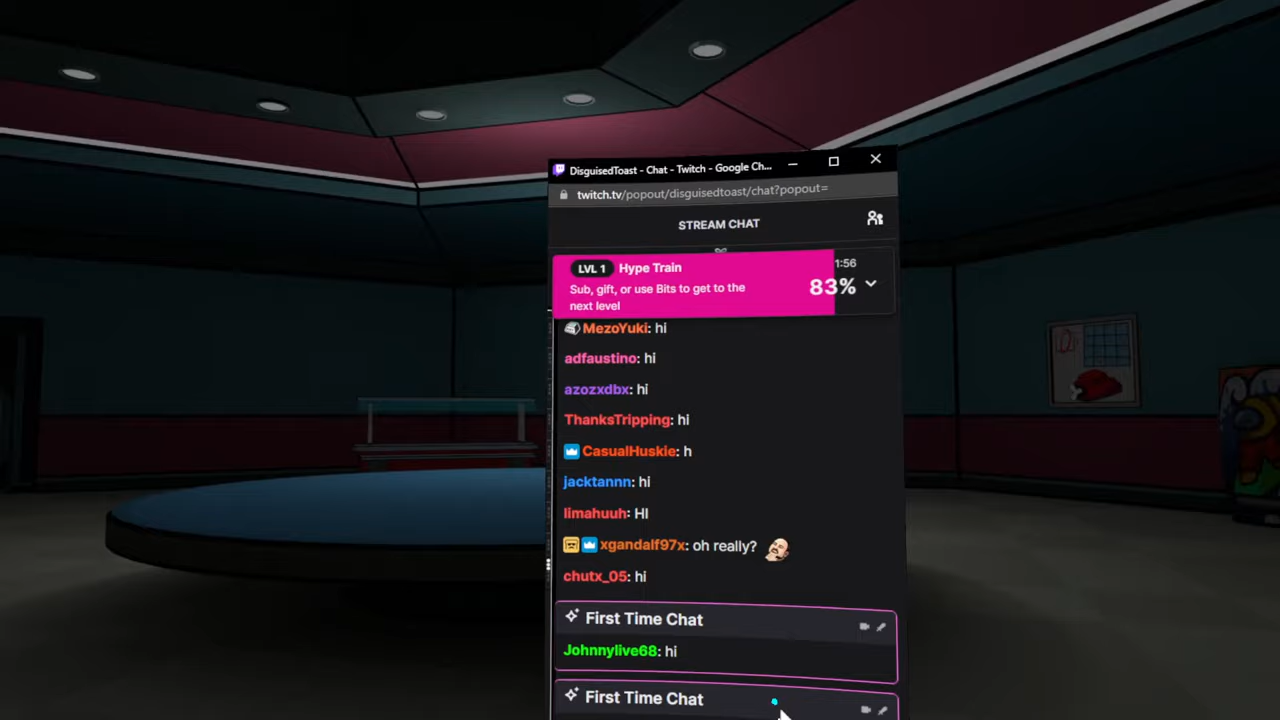 DisguisedToast - Chat - Twitch - Google Ch...
twitch.tv/popout/disguisedtoast/chat?popout=
STREAM CHAT
LVL 1 Hype Train
1:56
Sub, gift, or use Bits to get to the
next level
83%
MezoYuki: hi
adfaustino: hi
azozxdbx: hi
ThanksTripping: hi
CasualHuskie: h
jacktannn: hi
limahuuh: HI
xgandalf97x: oh really?
chutx_05: hi
First Time Chat
Johnnylive68: hi
First Time Chat